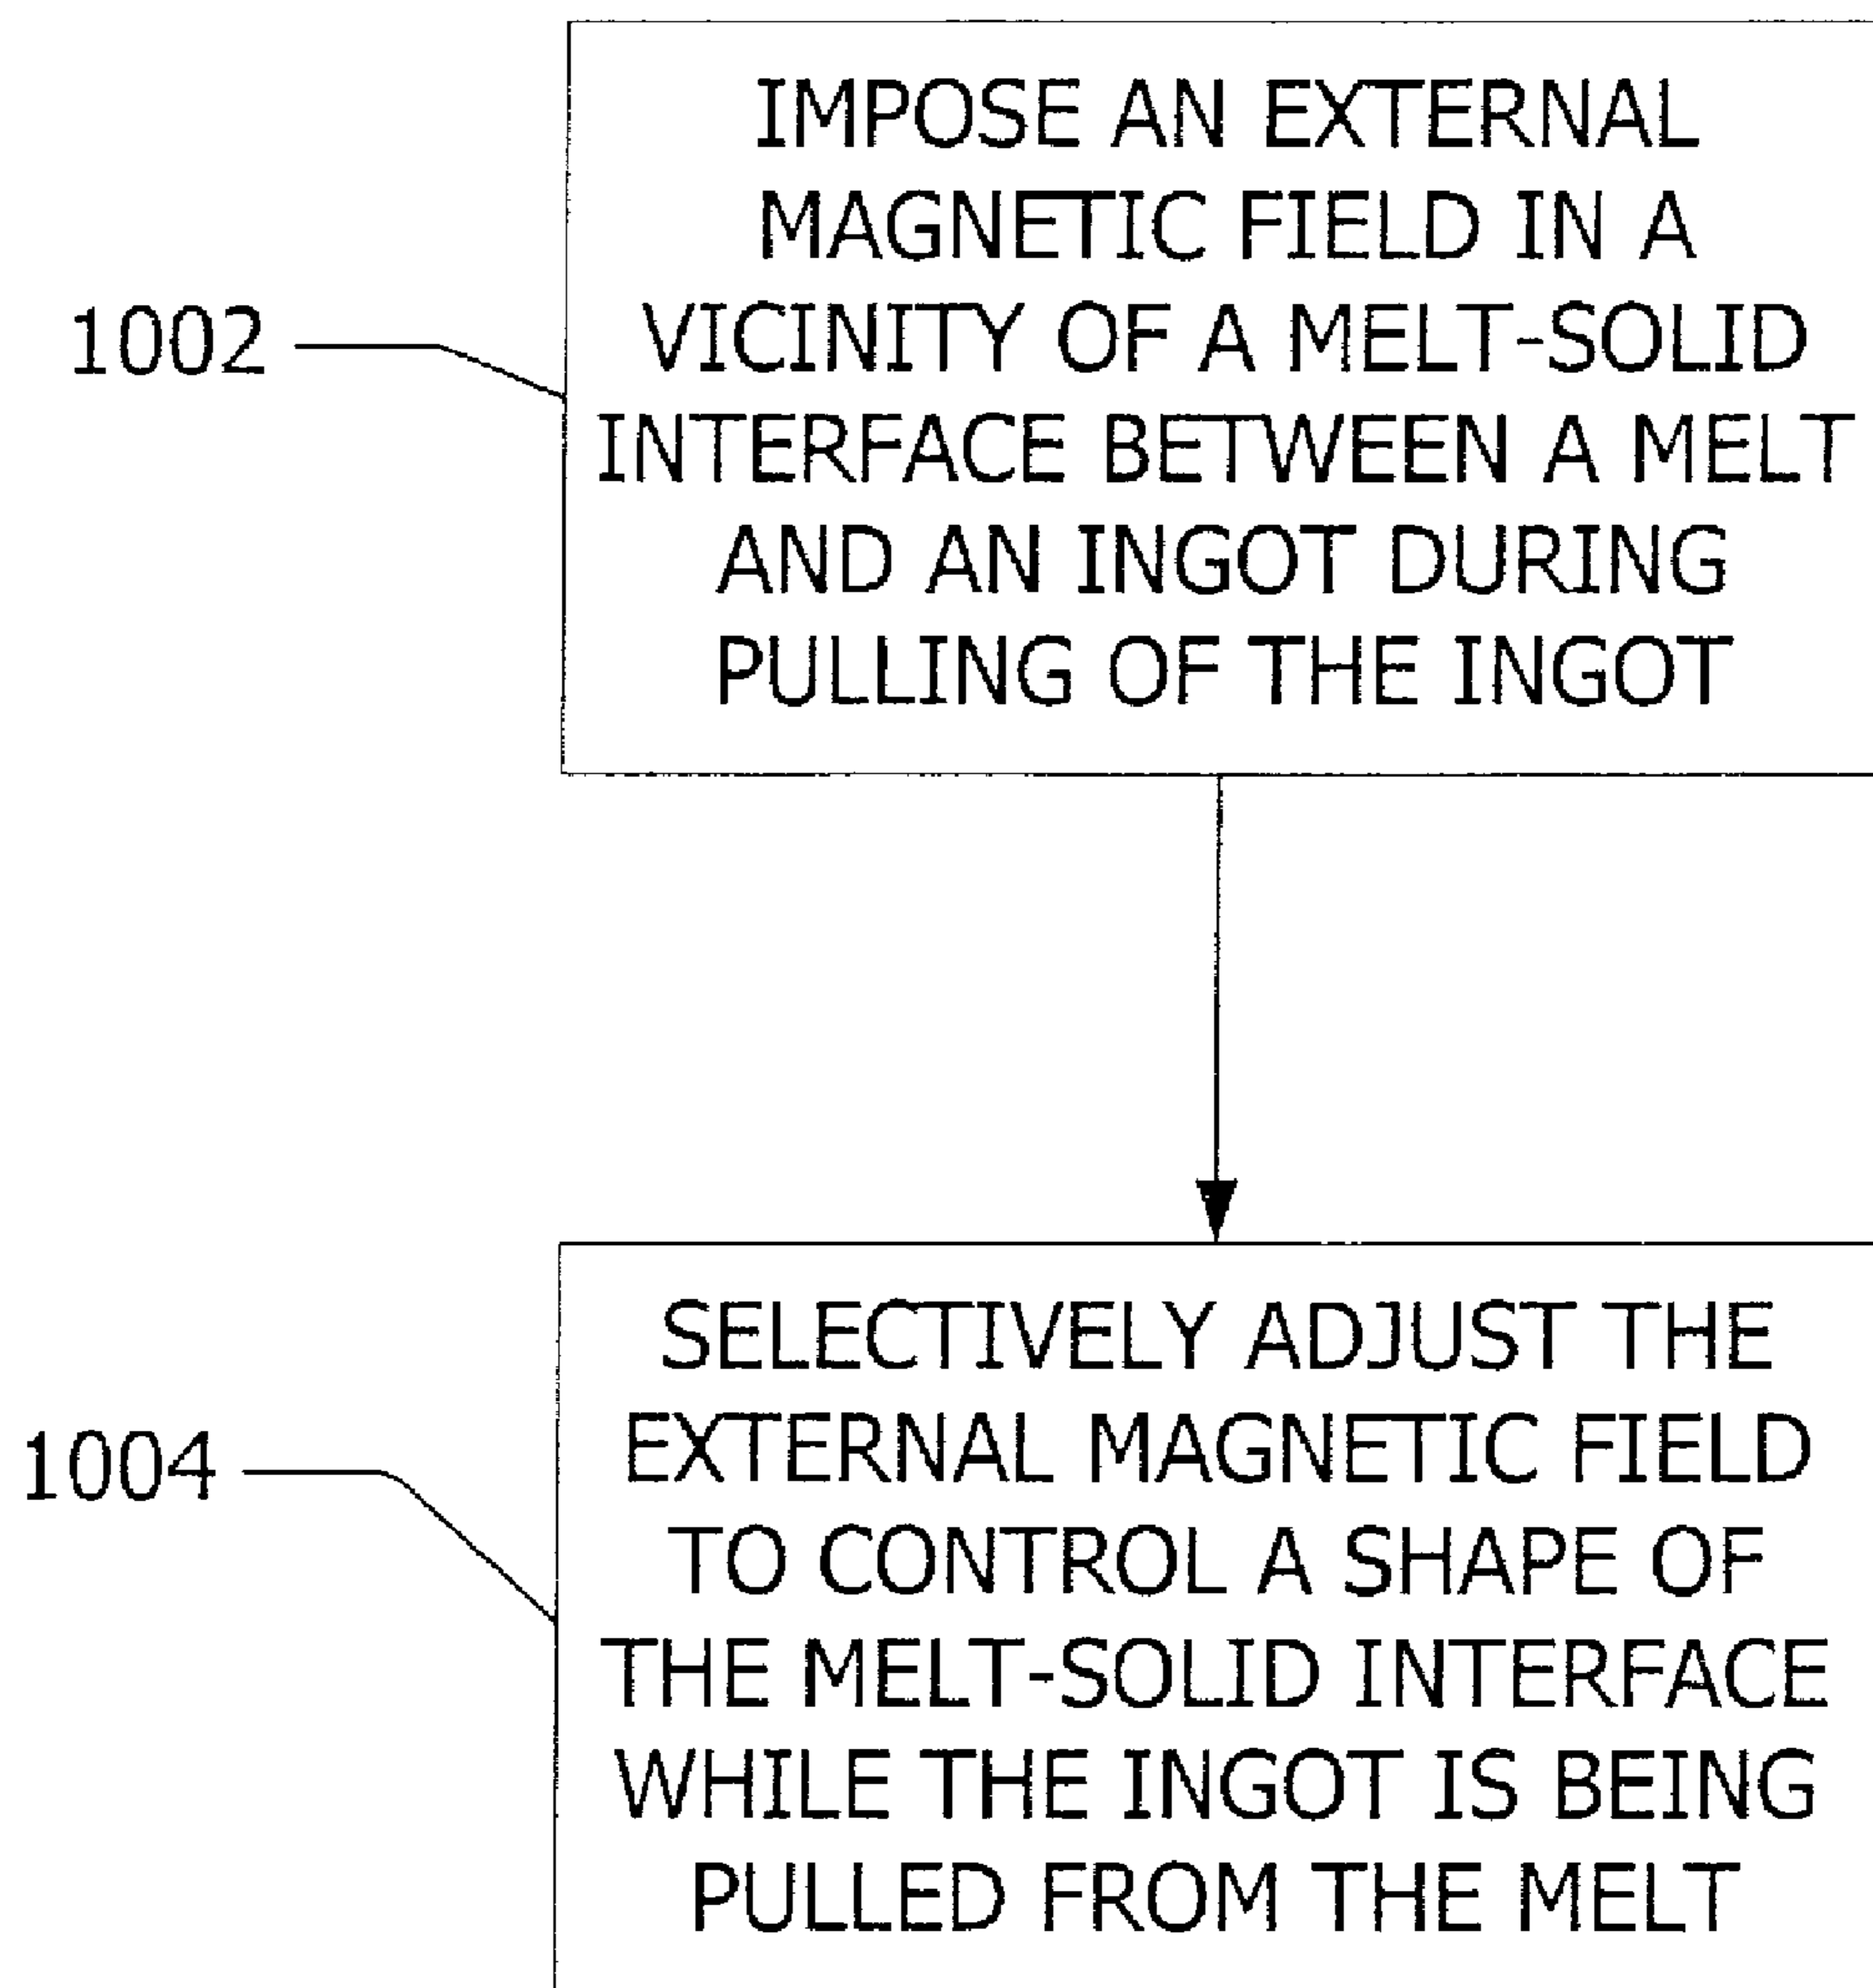 IMPOSE AN EXTERNAL
MAGNETIC FIELD IN A
VICINITY OF A MELT-SOLID
INTERFACE BETWEEN A MELT
AND AN INGOT DURING
PULLING OF THE INGOT
1002
SELECTIVELY ADJUST THE
EXTERNAL MAGNETIC FIELD
TO CONTROL A SHAPE OF
THE MELT-SOLID INTERFACE
WHILE THE INGOT IS BEING
PULLED FROM THE MELT
1004